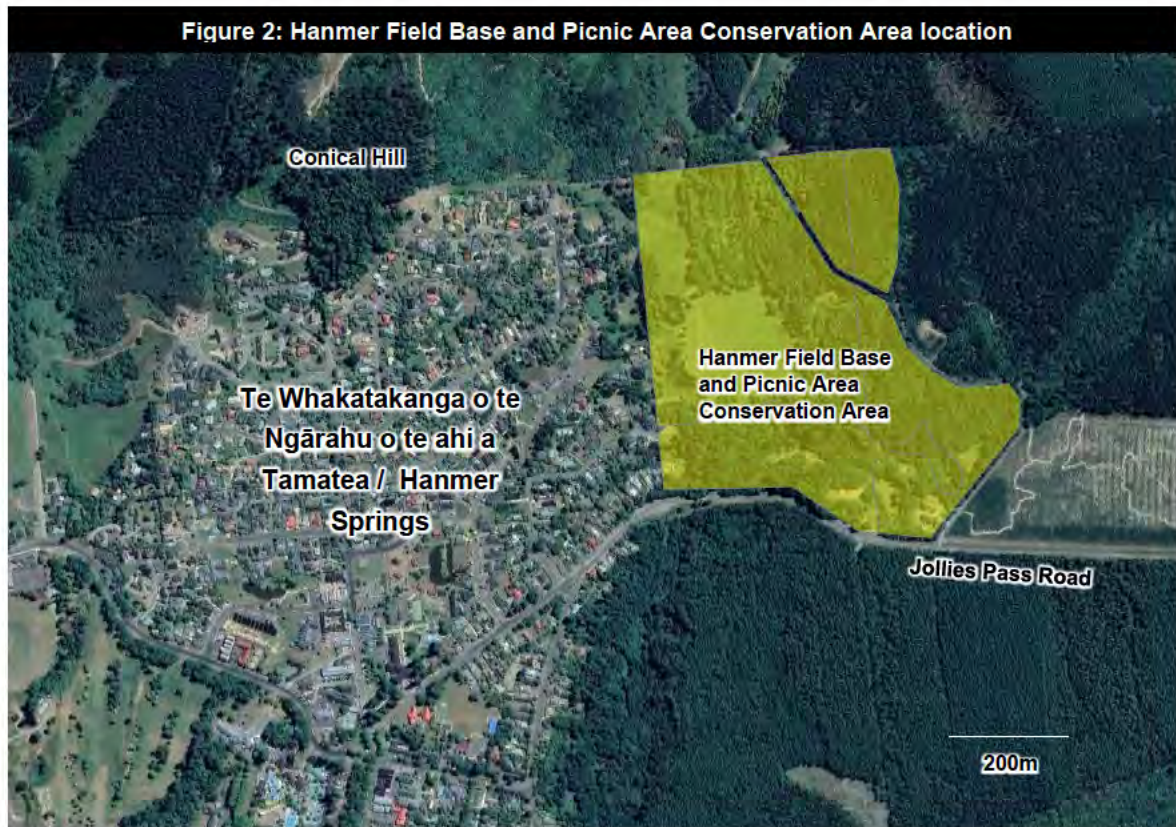 Figure 2: Hanmer Field Base and Picnic Area Conservation Area location
Conical Hill
Hanmer Field Base
and Picnic Area
Conservation Area
Te Whakatakanga o te
Ngārahu o te ahi a
Tamatea / Hanmer
Springs
Jollies Pass Road
200m